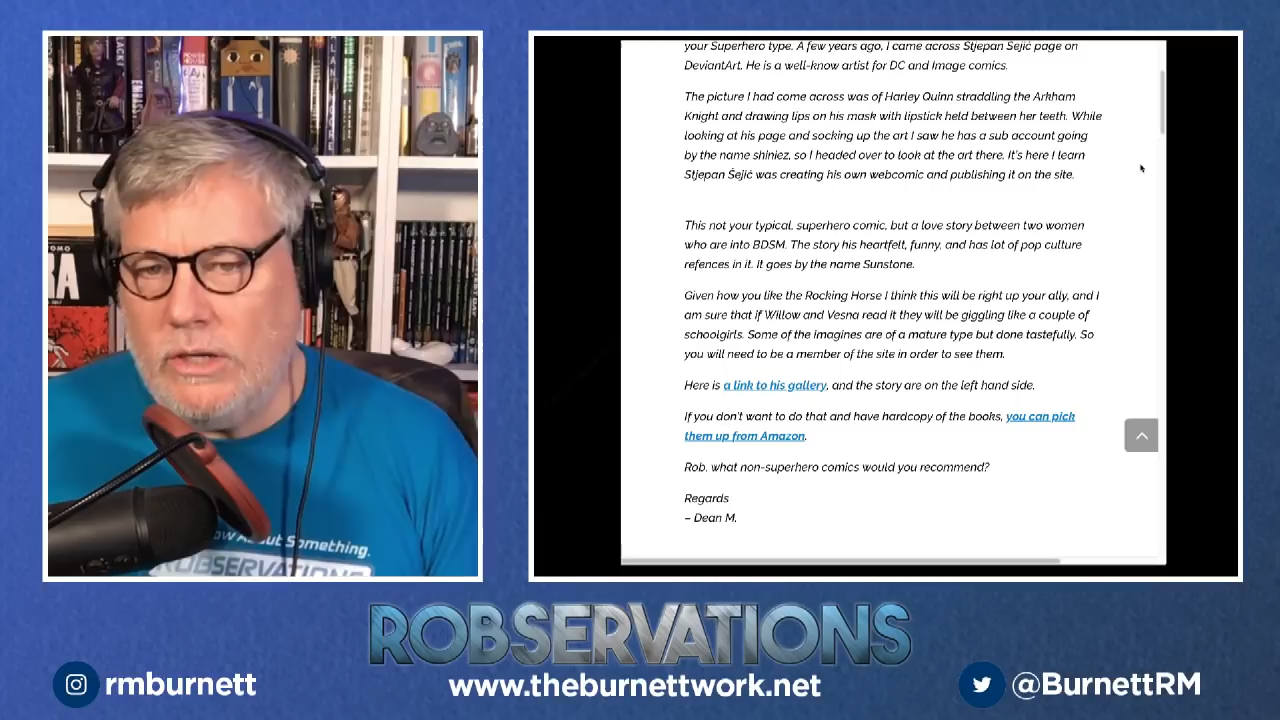 your Superhero type. A few years ago, I came across Stjepan Šejić page on
DeviantArt. He is a well-know artist for DC and Image comics.
The picture I had come across was of Harley Quinn straddling the Arkham
Knight and drawing lips on his mask with lipstick held between her teeth. While
looking at his page and socking up the art I saw he has a sub account going
by the name shiniez, so I headed over to look at the art there. It's here I learn
Stjepan Šejić was creating his own webcomic and publishing it on the site.
This not your typical, superhero comic, but a love story between two women
who are into BDSM. The story his heartfelt, funny, and has lot of pop culture
refences in it. It goes by the name Sunstone.
Given how you like the Rocking Horse I think this will be right up your ally, and I
am sure that if Willow and Vesna read it they will be giggling like a couple of
schoolgirls. Some of the imagines are of a mature type but done tastefully. So
you will need to be a member of the site in order to see them.
Here is a link to his gallery, and the story are on the left hand side.
If you don't want to do that and have hardcopy of the books, you can pick
them up from Amazon.
Rob, what non-superhero comics would you recommend?
Regards
– Dean M.
About Something.
ROBSERVATIONS
ROBSERVATIONS
rmburnett
www.theburnettwork.net
@BurnettRM